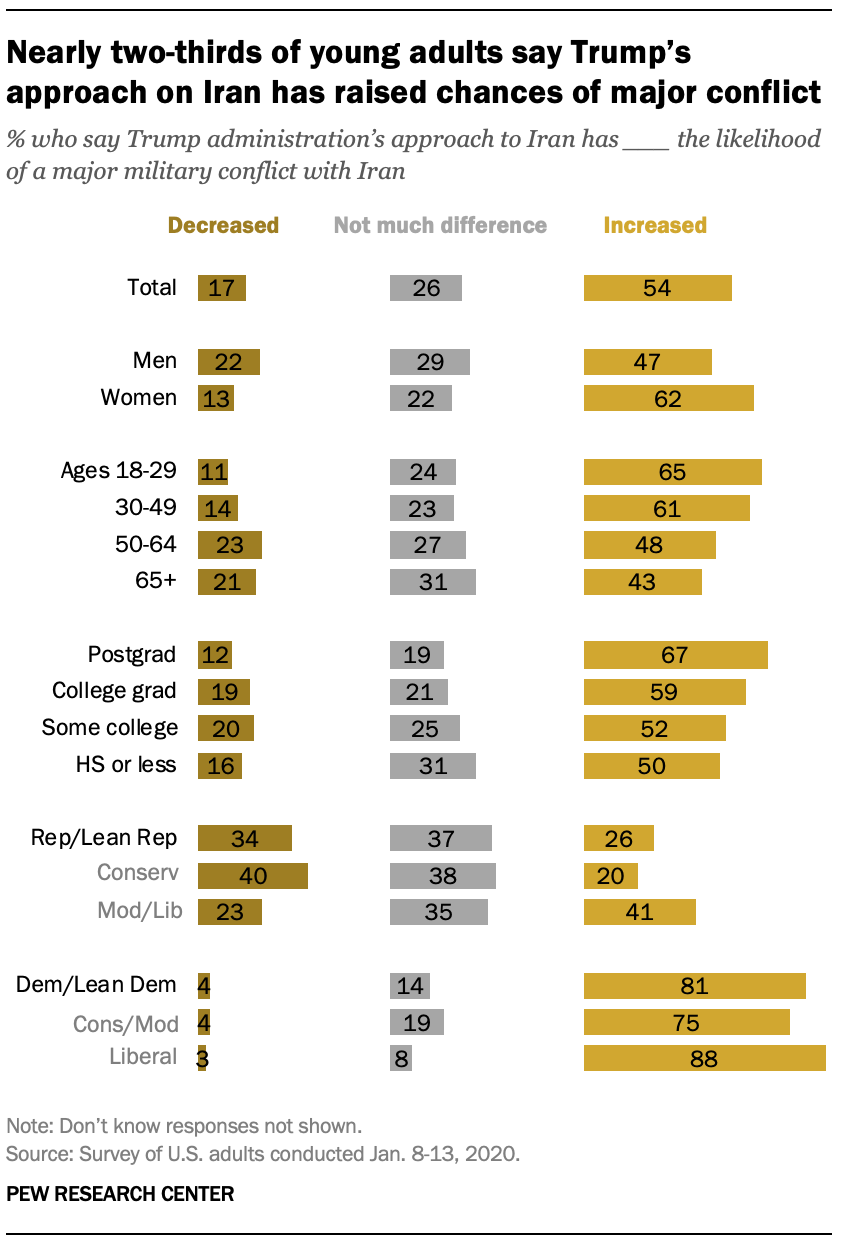 Nearly two-thirds of young adults say Trump’s
approach on Iran has raised chances of major conflict
% who say Trump administration’s approach to Iran has ___ the likelihood
of a major military conflict with Iran
Decreased Not much difference Increased
Total 17 26 54
Men 22 29 47
Women 13 22 62
Ages 18-29 11 24 65
30-49 14 23 61
50-64 23 27 48
65+ 21 31 43
Postgrad 12 19 67
College grad 19 21 59
Some college 20 25 52
HS or less 16 31 50
Rep/Lean Rep 34 37 26
Conserv 40 38 20
Mod/Lib 23 35 41
Dem/Lean Dem 4 14 81
Cons/Mod 4 19 75
Liberal 3 8 88
Note: Don’t know responses not shown.
Source: Survey of U.S. adults conducted Jan. 8-13, 2020.
PEW RESEARCH CENTER